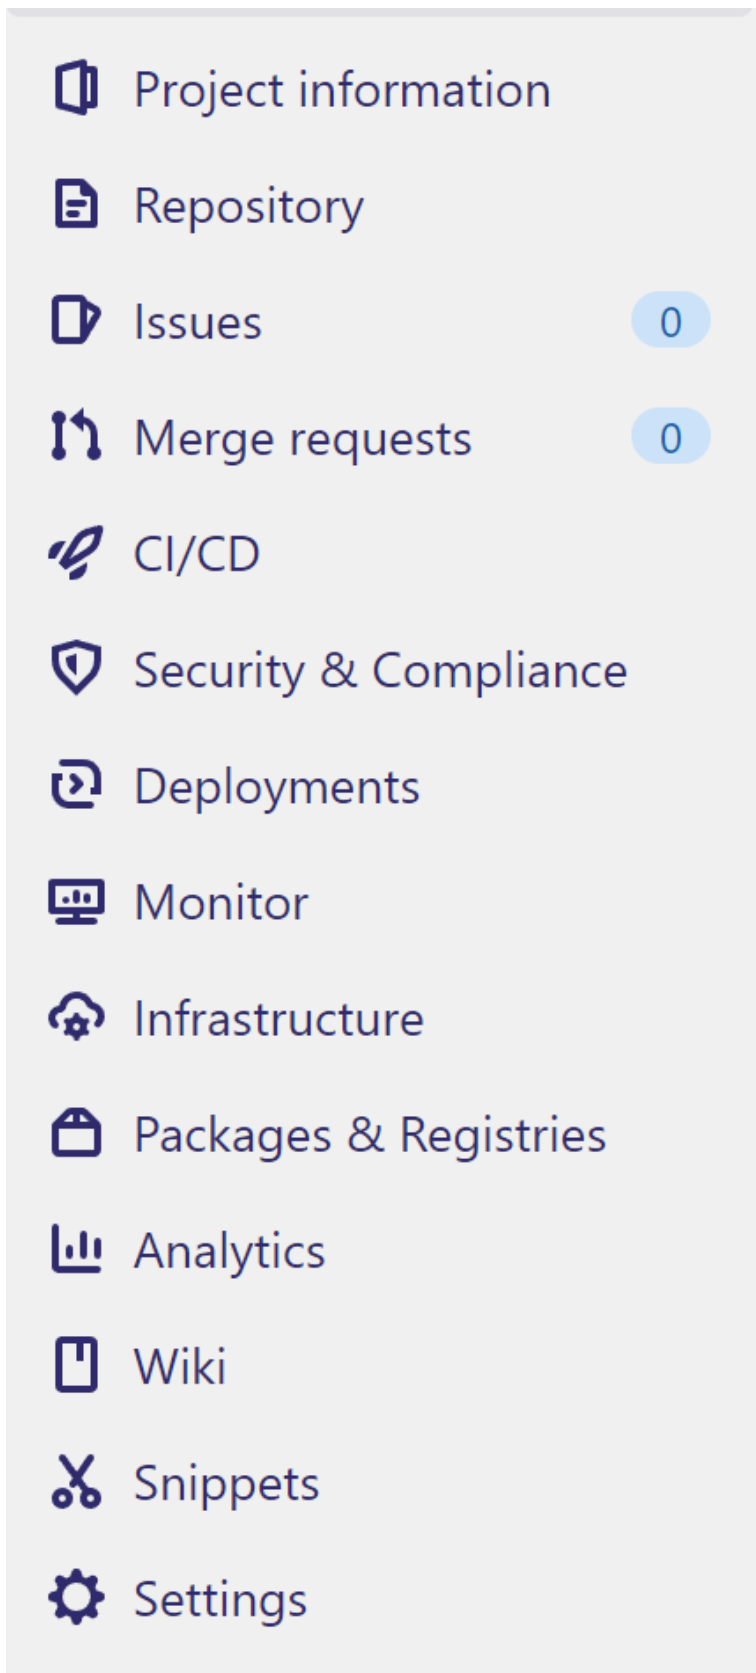 Project information
Repository
Issues 0
Merge requests 0
CI/CD
Security & Compliance
Deployments
Monitor
Infrastructure
Packages & Registries
Analytics
Wiki
Snippets
Settings